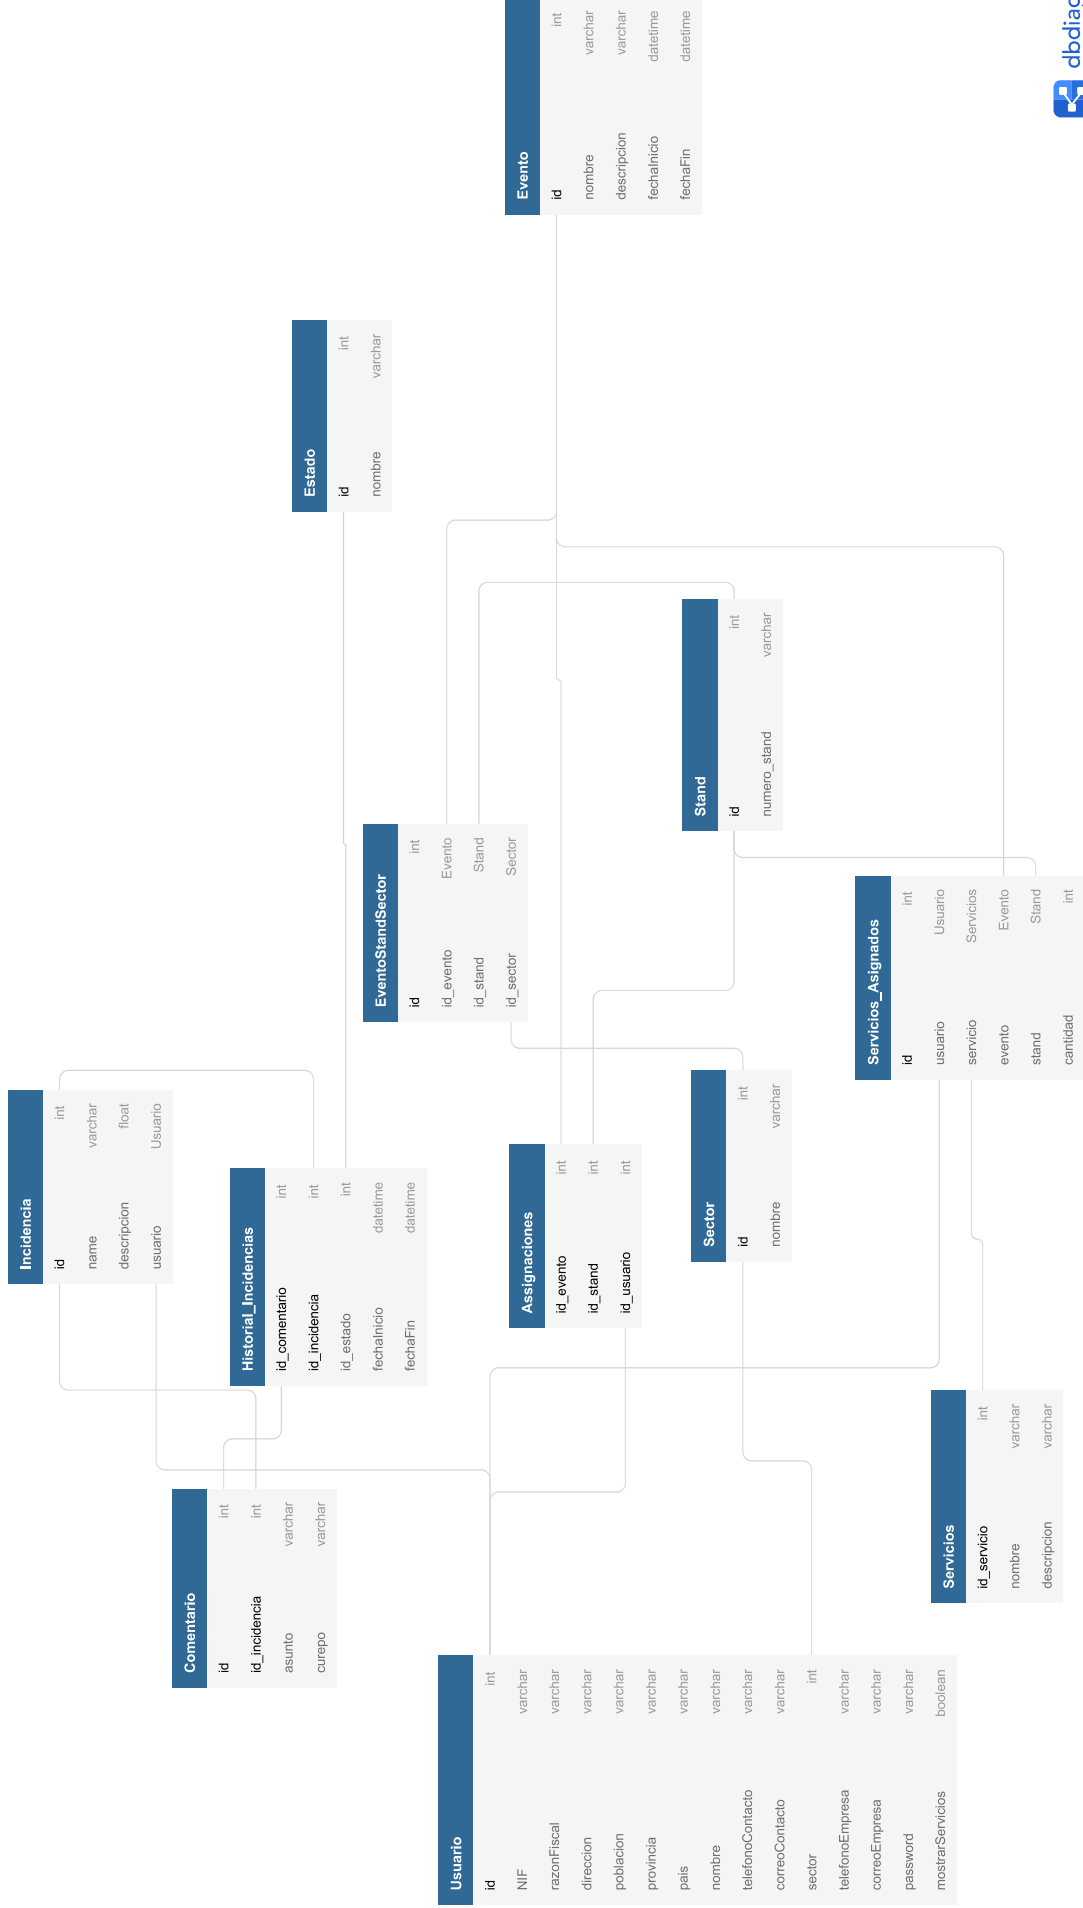 Incidencia
id int
name varchar
descripcion float
usuario Usuario
Comentario
id int
id_incidencia int
asunto varchar
curepo varchar
Historial_Incidencias
id_comentario int
id_incidencia int
id_estado int
fechaInicio datetime
fechaFin datetime
Estado
id int
nombre varchar
EventoStandSector
id int
id_evento Evento
id_stand Stand
id_sector Sector
Usuario
id int
NIF varchar
razonFiscal varchar
direccion varchar
poblacion varchar
provincia varchar
pais varchar
nombre varchar
telefonoContacto varchar
correoContacto varchar
sector int
telefonoEmpresa varchar
correoEmpresa varchar
password varchar
mostrarServicios boolean
Assignaciones
id_evento int
id_stand int
id_usuario int
Evento
id int
nombre varchar
descripcion varchar
fechaInicio datetime
fechaFin datetime
Stand
id int
numero_stand varchar
Sector
id int
nombre varchar
Servicios_Asignados
id int
usuario Usuario
servicio Servicios
evento Evento
stand Stand
cantidad int
Servicios
id_servicio int
nombre varchar
descripcion varchar